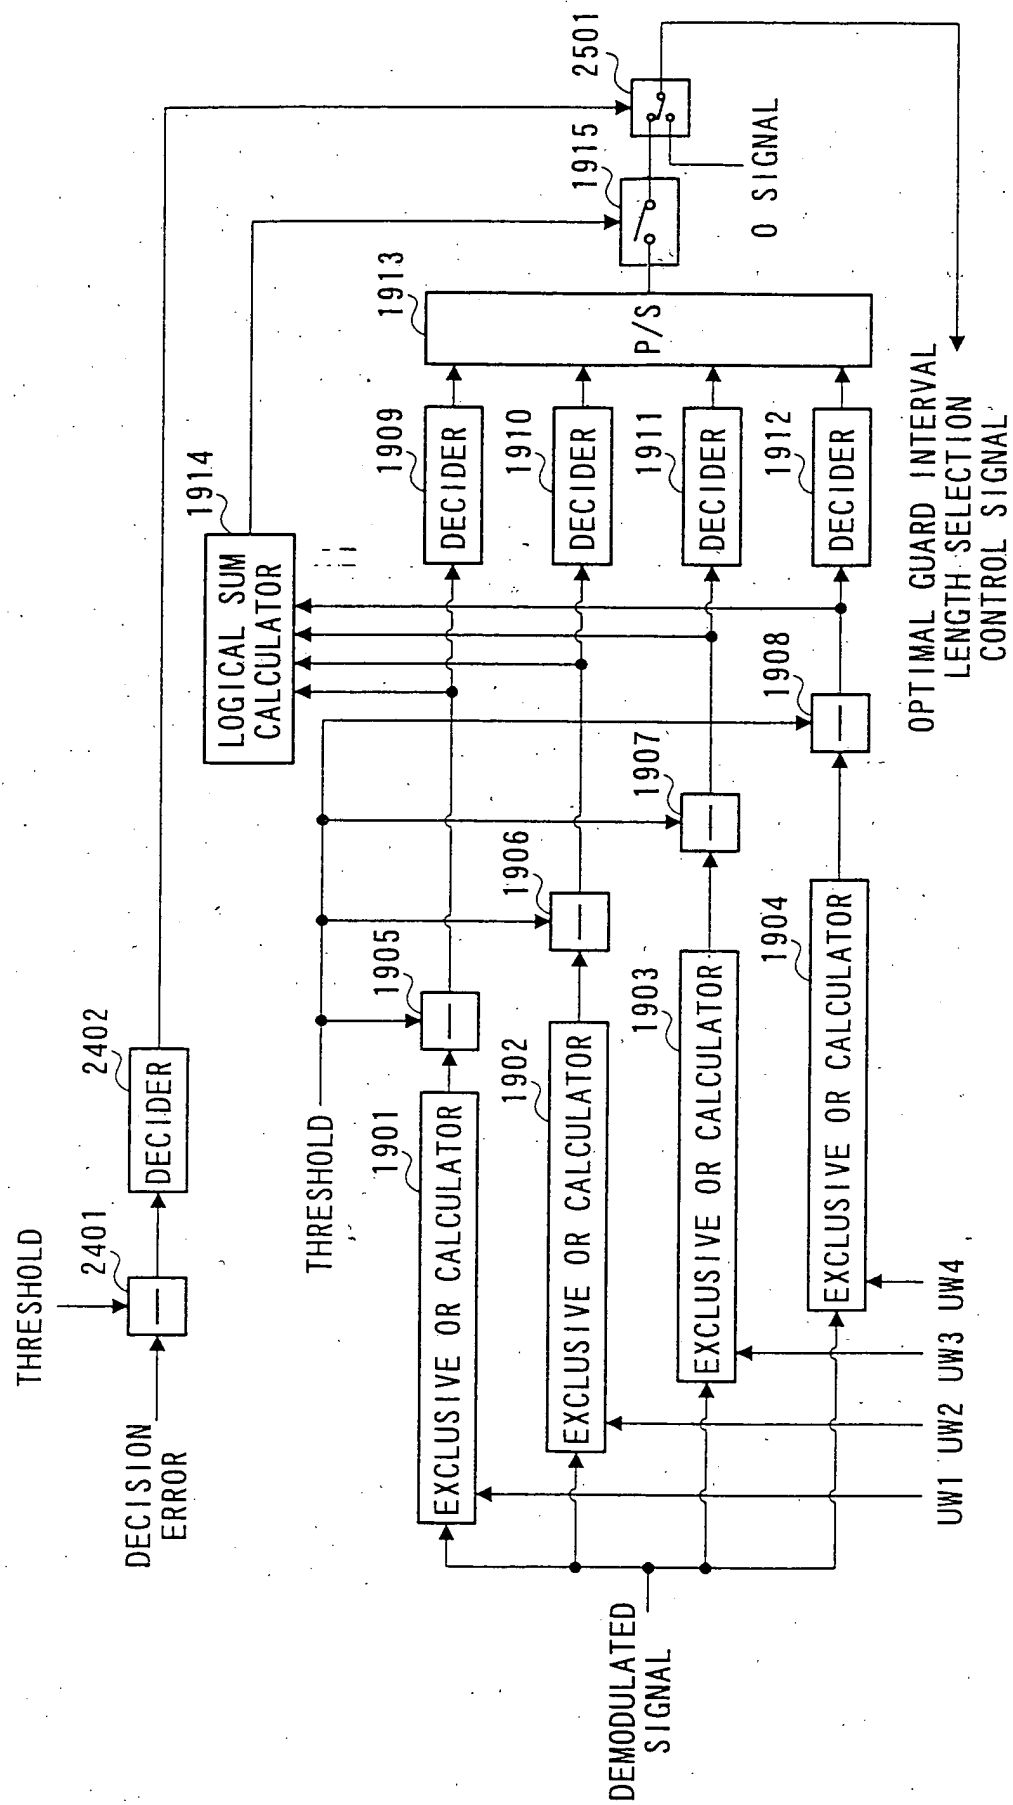 THRESHOLD
2401
2402
DECISION
ERROR
DECIDER
1914
LOGICAL SUM
CALCULATOR
THRESHOLD
1901
EXCLUSIVE OR CALCULATOR
1905
1909
DECIDER
1902
EXCLUSIVE OR CALCULATOR
1906
1910
DECIDER
1903
EXCLUSIVE OR CALCULATOR
1907
1911
DECIDER
1904
EXCLUSIVE OR CALCULATOR
1908
1912
DECIDER
1913
P/S
1915
2501
0 SIGNAL
DEMODULATED
SIGNAL
UW1 UW2 UW3 UW4
OPTIMAL GUARD INTERVAL
LENGTH SELECTION
CONTROL SIGNAL